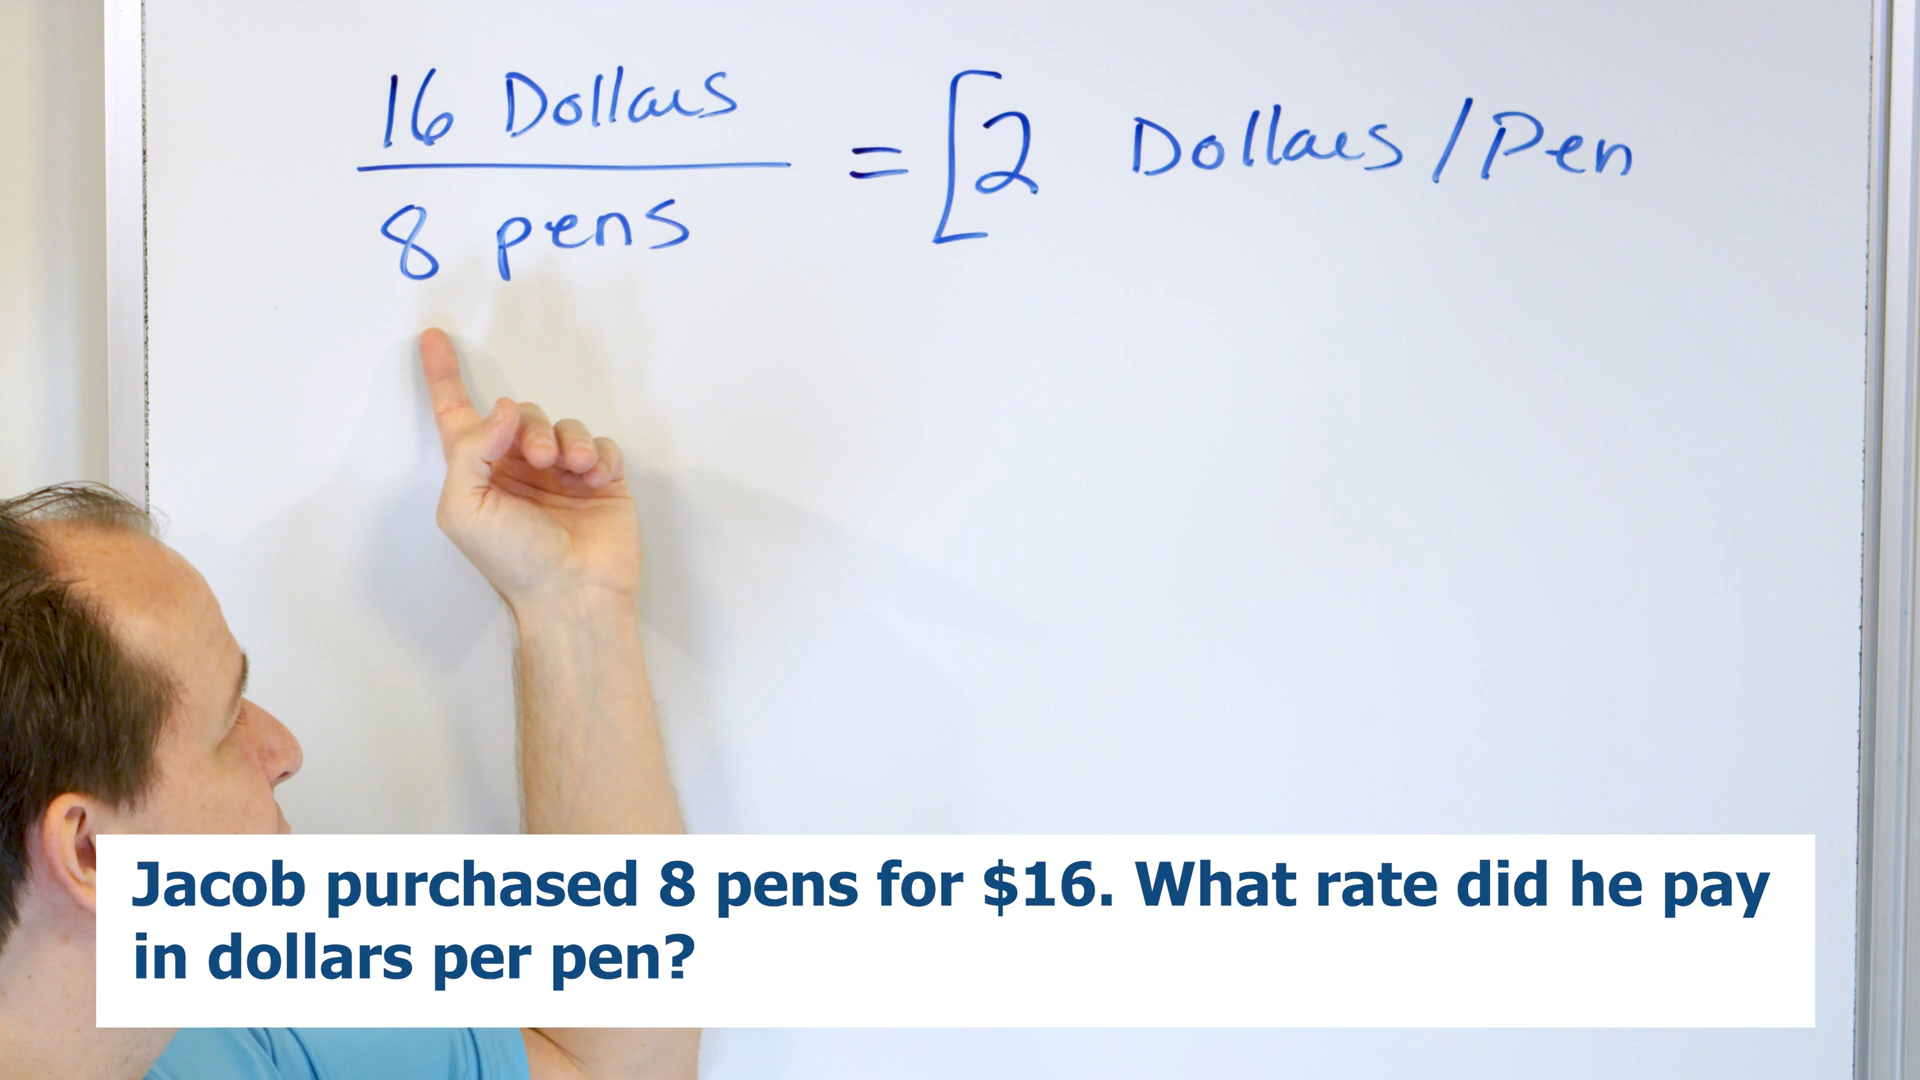 16 Dollars
8 pens
= [2 Dollars/Pen
Jacob purchased 8 pens for $16. What rate did he pay
in dollars per pen?